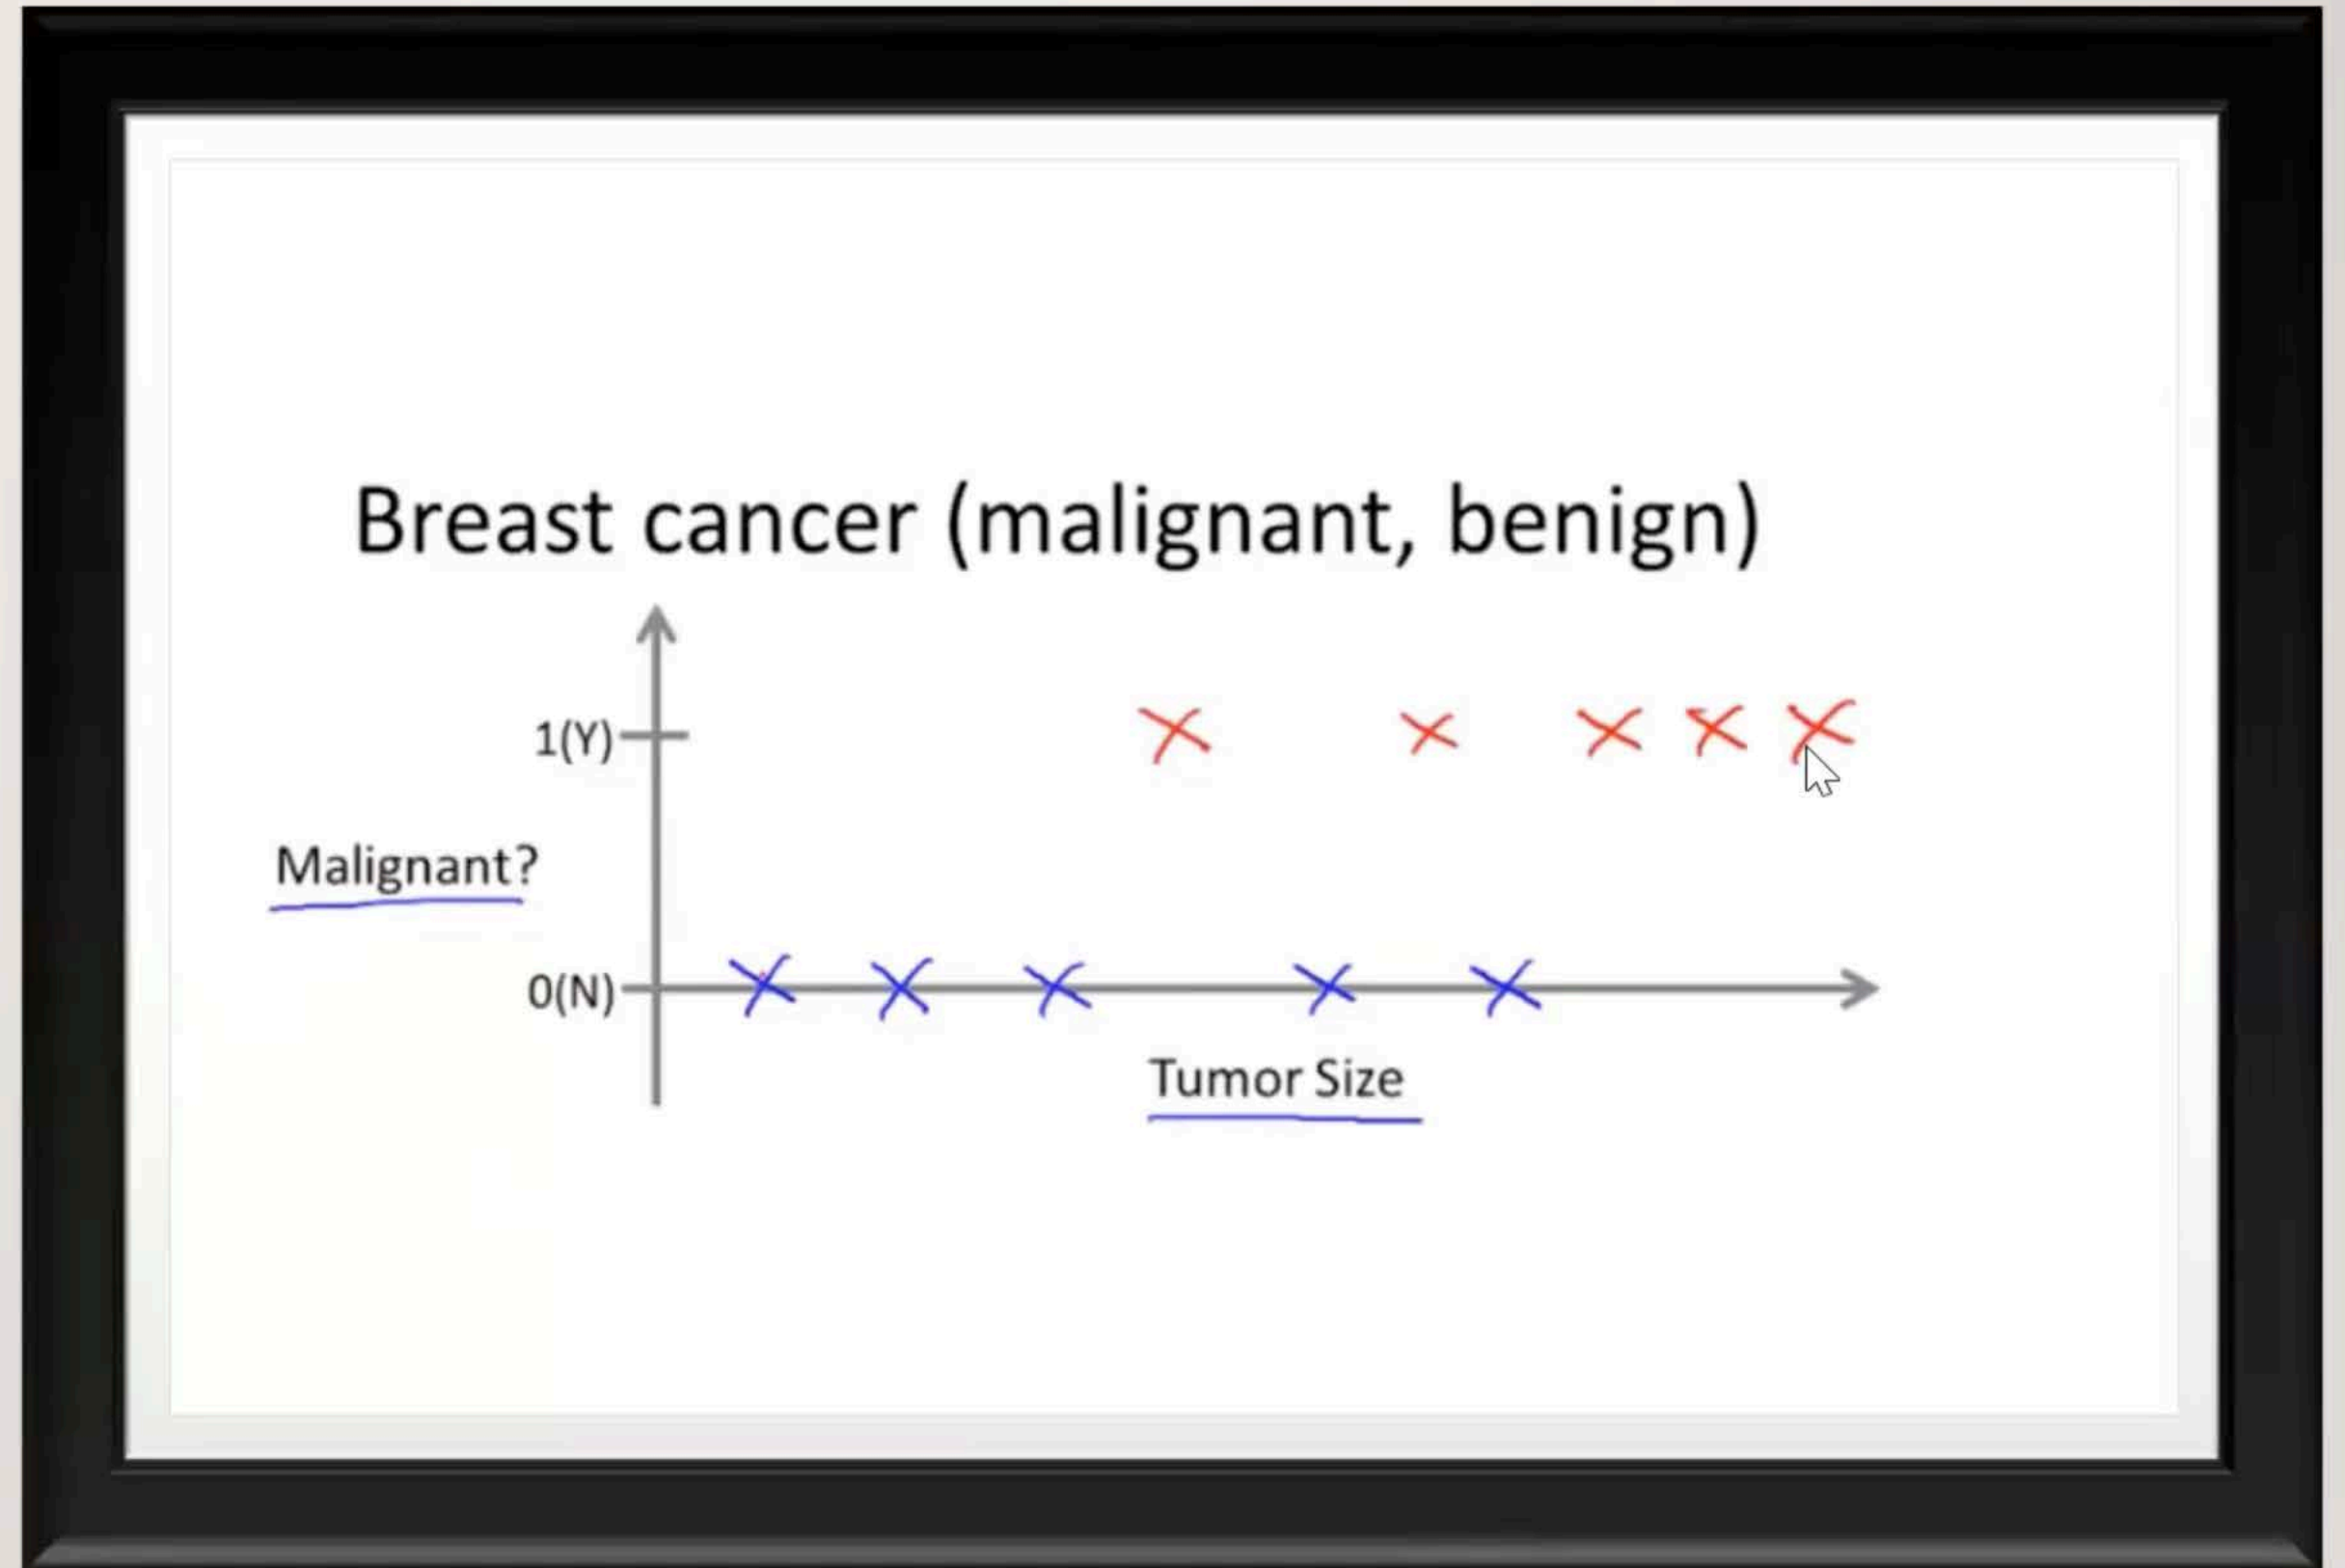 Breast cancer (malignant, benign)
1(Y)
Malignant?
0(N)
Tumor Size